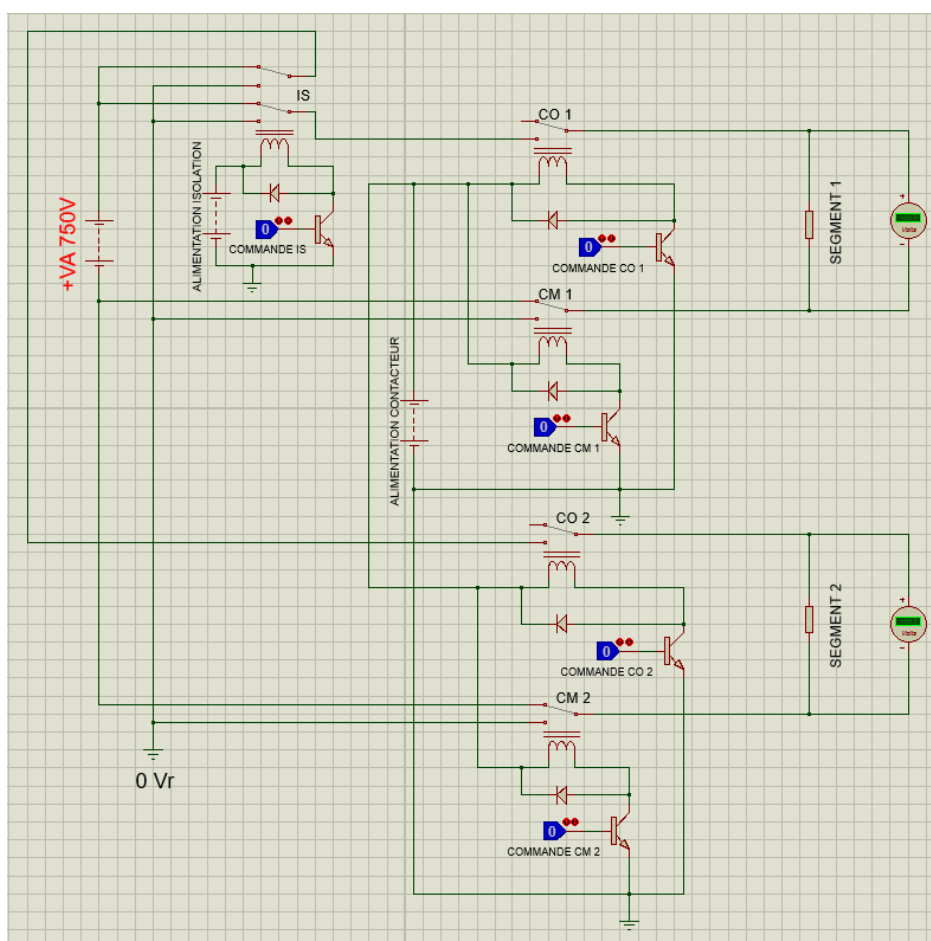 IS
CO 1
ALIMENTATION ISOLATION
+VA 750V
0
COMMANDE IS
0
COMMANDE CO 1
SEGMENT 1
+
Volts
-
CM 1
ALIMENTATION CONTACTEUR
0
COMMANDE CM 1
CO 2
SEGMENT 2
+
Volts
-
0
COMMANDE CO 2
CM 2
0 Vr
0
COMMANDE CM 2